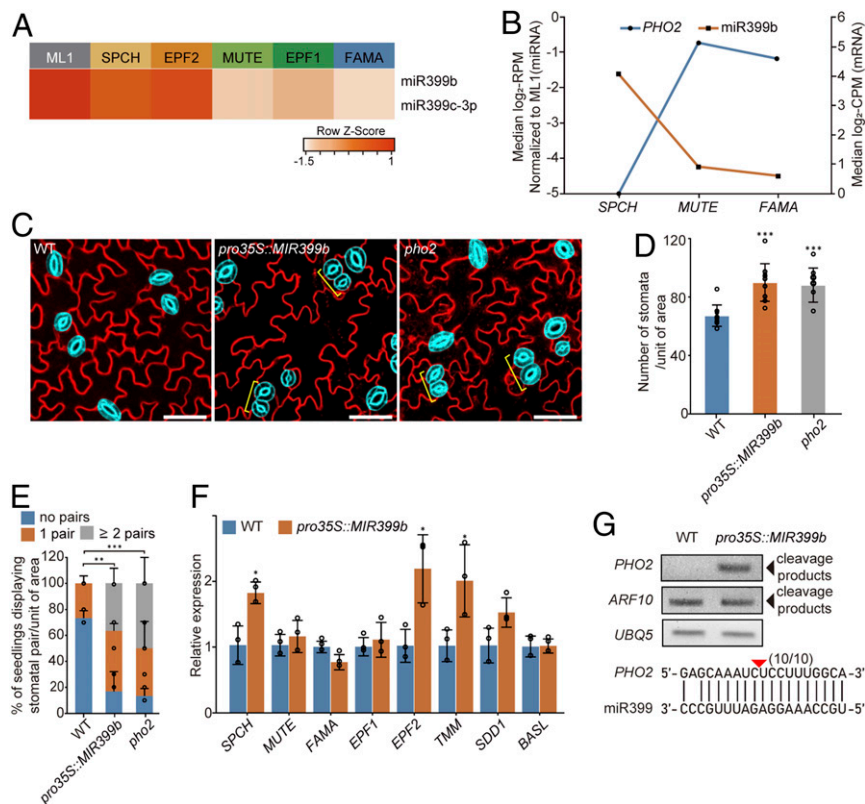 A
ML1 SPCH EPF2 MUTE EPF1 FAMA
miR399b
miR399c-3p
Row Z-Score
-1.5 1
B
PHO2 miR399b
Median log₂-RPM
Normalized to ML1(miRNA)
-0
-1
-2
-3
-4
-5
Median log₂-CPM (mRNA)
6
5
4
3
2
1
0
SPCH MUTE FAMA
C
WT pro35S::MIR399b pho2
D
Number of stomata
/unit of area
120
80
40
0
*** ***
WT pro35S::MIR399b pho2
E
no pairs
1 pair ≥ 2 pairs
% of seedlings displaying
stomatal pair/unit of area
***
**
120
100
80
60
40
20
0
WT pro35S::MIR399b pho2
F
WT pro35S::MIR399b
Relative expression
3
2
1
0
* * *
SPCH MUTE FAMA EPF1 EPF2 TMM SDD1 BASL
G
WT pro35S::MIR399b
PHO2 cleavage
products
ARF10 cleavage
products
UBQ5
(10/10)
PHO2 5'- GAGCAAAUCUCCUUUGGCA -3'
miR399 3'- CCCGUUUAGAGGAAACCGU -5'